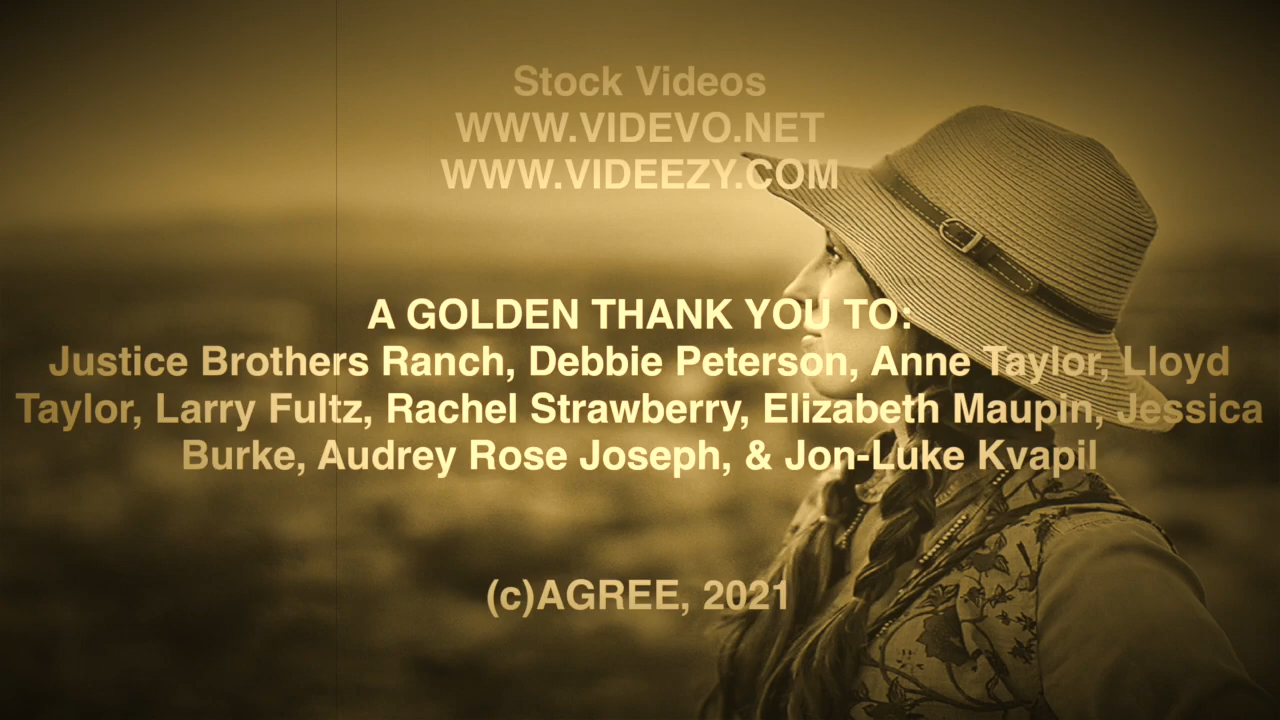 Stock Videos
WWW.VIDEVO.NET
WWW.VIDEEZY.COM
A GOLDEN THANK YOU TO:
Justice Brothers Ranch, Debbie Peterson, Anne Taylor, Lloyd
Taylor, Larry Fultz, Rachel Strawberry, Elizabeth Maupin, Jessica
Burke, Audrey Rose Joseph, & Jon-Luke Kvapil
(c)AGREE, 2021